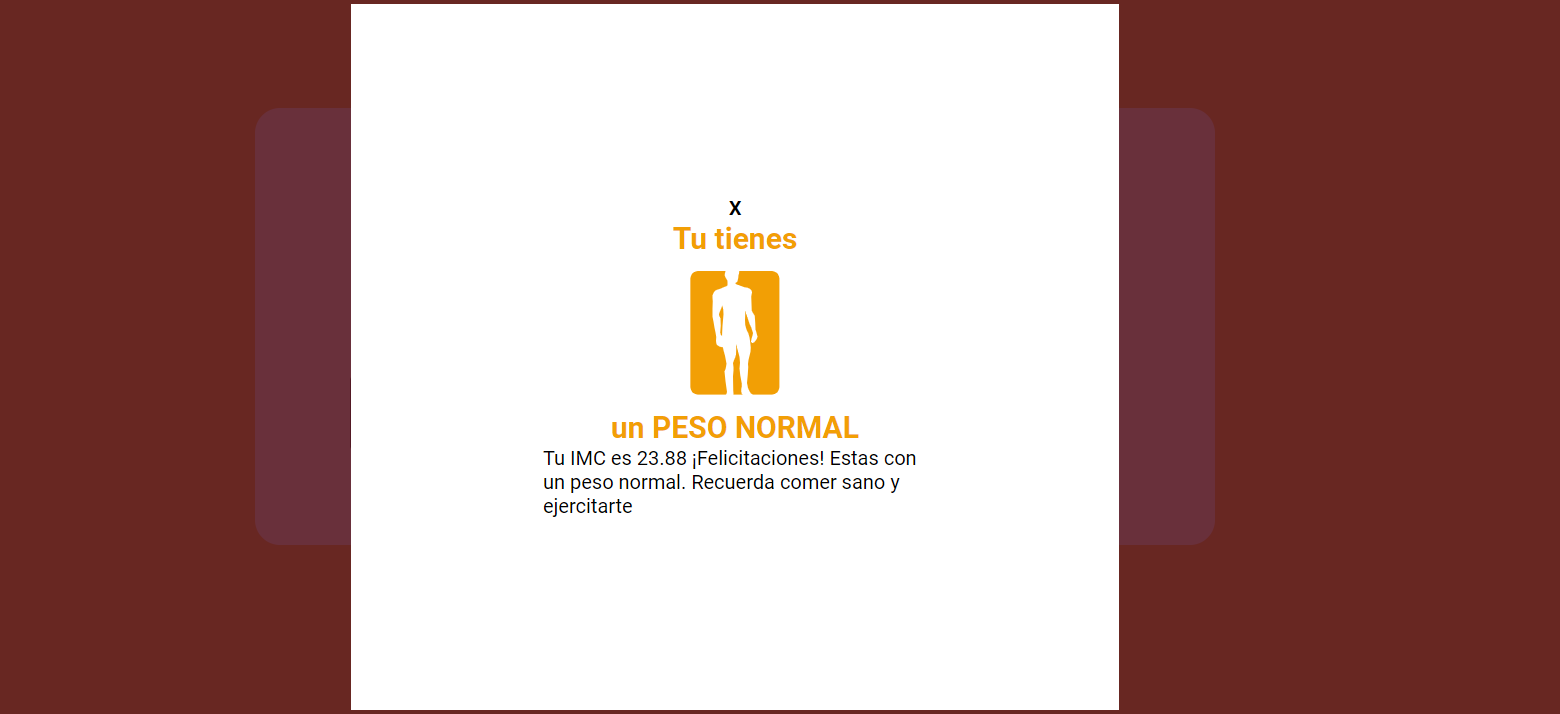 X
Tu tienes
un PESO NORMAL
Tu IMC es 23.88 ¡Felicitaciones! Estas con
un peso normal. Recuerda comer sano y
ejercitarte